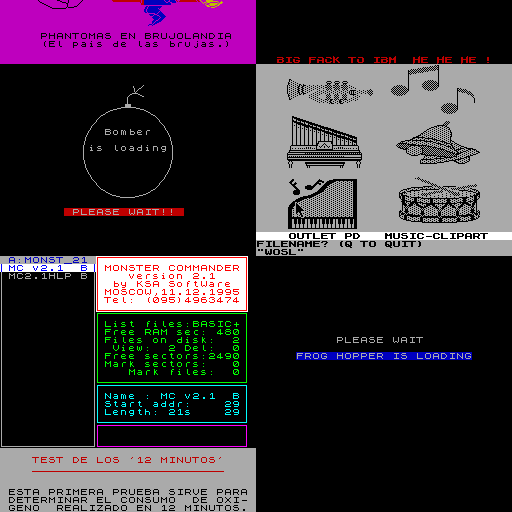 PHANTOMAS EN BRUJOLANDIA
(El pais de las brujas.)
BIG PACK TO IBM  HE HE HE !
Bomber
is loading
PLEASE WAIT!!
OUTLET PD   MUSIC-CLIPART
FILENAME? (Q TO QUIT)
"WOSL"
A:MONST_21
MC v2.1  B
MC2.1HLP B
MONSTER COMMANDER
version 2.1
by KSA SoftWare
MOSCOW,11.12.1995
Tel: (095)4963474
List files:BASIC+
Free RAM sec: 480
Files on disk:  2
View:  2 Del:  0
Free sectors:2490
Mark sectors:   0
Mark files:  0
Name : MC v2.1  B
Start addr:    29
Length: 21s    29
PLEASE WAIT
FROG HOPPER IS LOADING
TEST DE LOS '12 MINUTOS'
ESTA PRIMERA PRUEBA SIRVE PARA
DETERMINAR EL CONSUMO  DE OXI-
GENO  REALIZADO EN 12 MINUTOS.